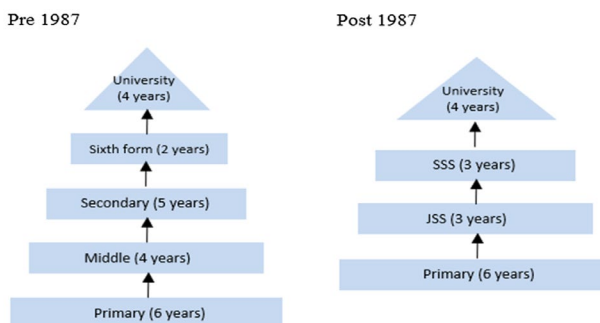 Pre 1987
University
(4 years)
Sixth form (2 years)
Secondary (5 years)
Middle (4 years)
Primary (6 years)
Post 1987
University
(4 years)
SSS (3 years)
JSS (3 years)
Primary (6 years)